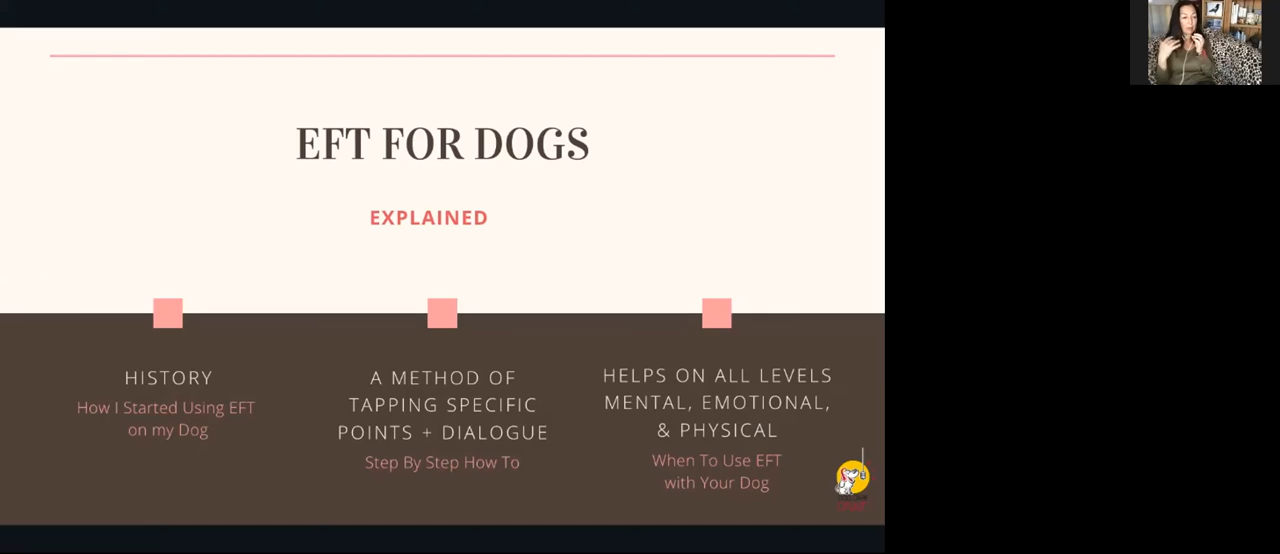 EFT FOR DOGS
EXPLAINED
HISTORY
How I Started Using EFT
on my Dog
A METHOD OF
TAPPING SPECIFIC
POINTS + DIALOGUE
Step By Step How To
HELPS ON ALL LEVELS
MENTAL, EMOTIONAL,
& PHYSICAL
When To Use EFT
with Your Dog